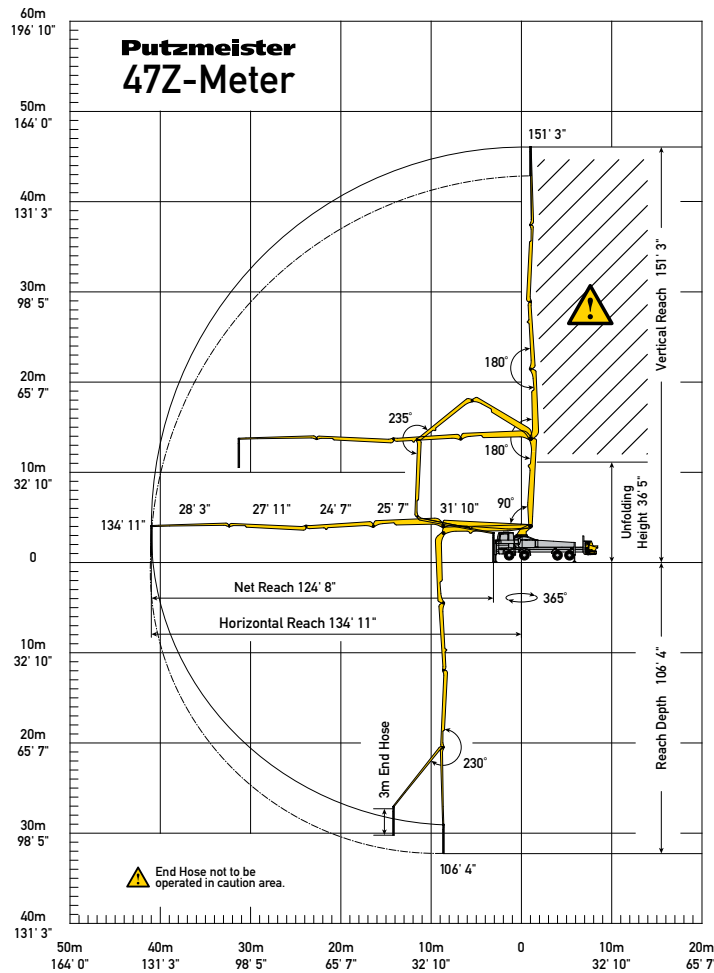 60m
196' 10"
Putzmeister
47Z-Meter
50m
164' 0"
151' 3"
40m
131' 3"
Vertical Reach 151' 3"
30m
98' 5"
!
20m
65' 7"
180°
235°
180°
10m
32' 10"
Unfolding
Height 36' 5"
28' 3"
27' 11"
24' 7"
25' 7"
31' 10"
90°
134' 11"
0
Net Reach 124' 8"
365°
Horizontal Reach 134' 11"
10m
32' 10"
Reach Depth 106' 4"
20m
65' 7"
3m End Hose
230°
30m
98' 5"
! End Hose not to be
operated in caution area.
106' 4"
40m
131' 3"
50m
164' 0"
40m
131' 3"
30m
98' 5"
20m
65' 7"
10m
32' 10"
0
10m
32' 10"
20m
65' 7"